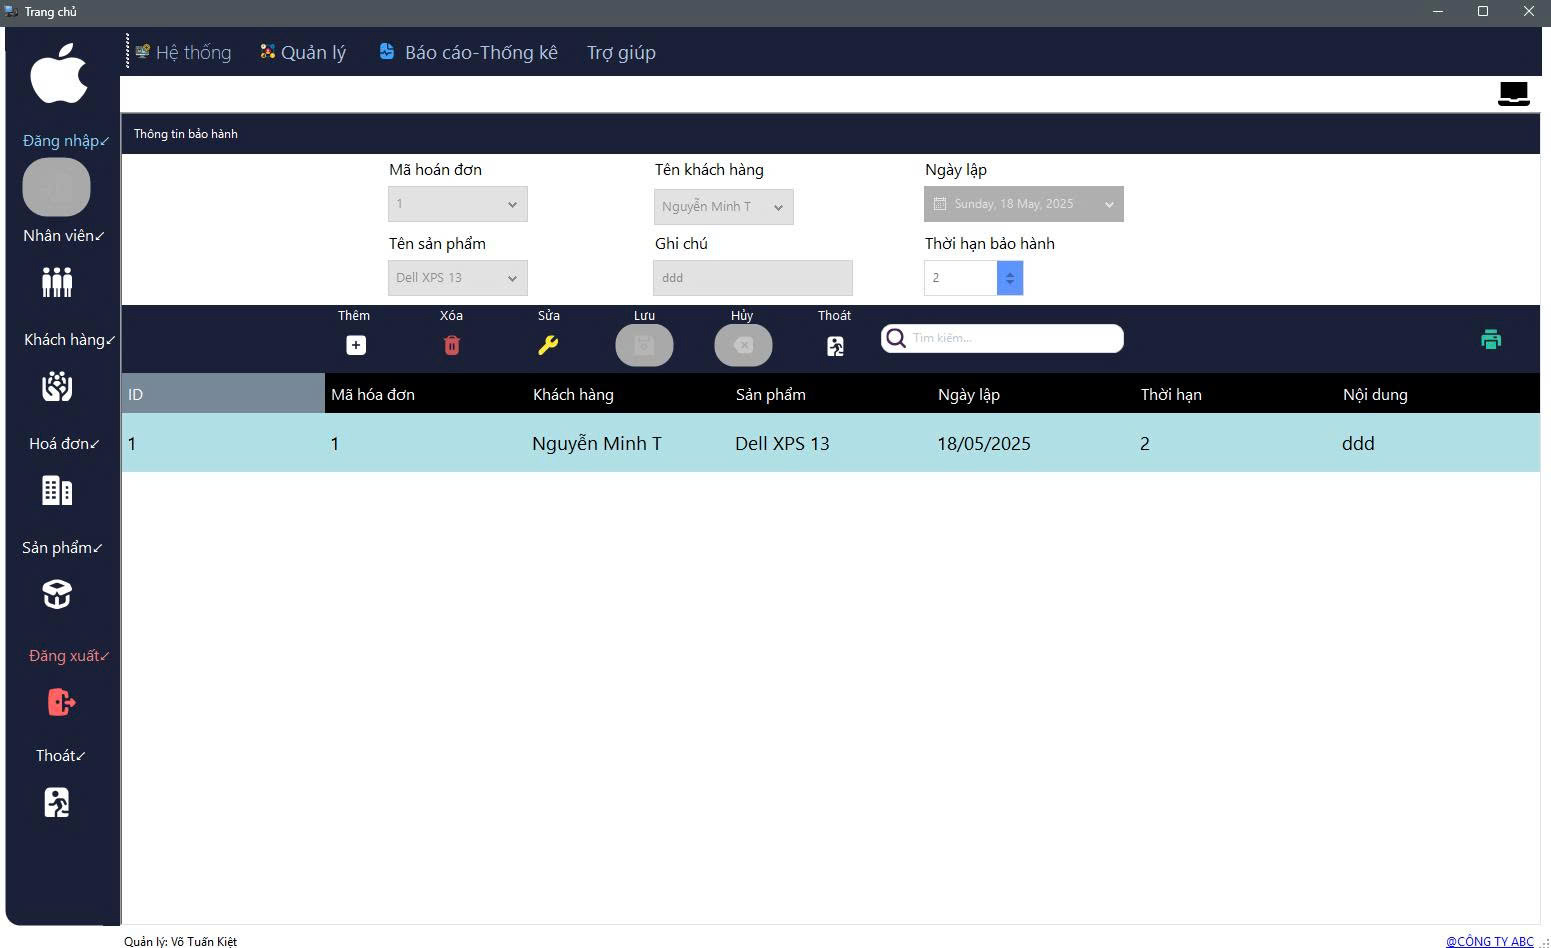 Trang chủ
Hệ thống Quản lý Báo cáo-Thống kê Trợ giúp
Đăng nhập
Nhân viên
Khách hàng
Hoá đơn
Sản phẩm
Đăng xuất
Thoát
Thông tin bảo hành
Mã hoán đơn Tên khách hàng Ngày lập
1 Nguyễn Minh T Sunday, 18 May, 2025
Tên sản phẩm Ghi chú Thời hạn bảo hành
Dell XPS 13 ddd 2
Thêm Xóa Sửa Lưu Hủy Thoát
Tìm kiếm...
ID Mã hóa đơn Khách hàng Sản phẩm Ngày lập Thời hạn Nội dung
1 1 Nguyễn Minh T Dell XPS 13 18/05/2025 2 ddd
Quản lý: Võ Tuấn Kiệt @CÔNG TY ABC